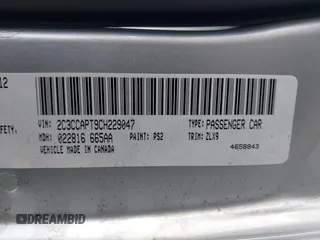 12
SAFETY.
VIN: 2C3CCAPT9CH229047
TYPE: PASSENGER CAR
MDH: 022816 665AA
PAINT: PS2
TRIM: ZLX9
VEHICLE MADE IN CANADA
4658843
DREAMBID